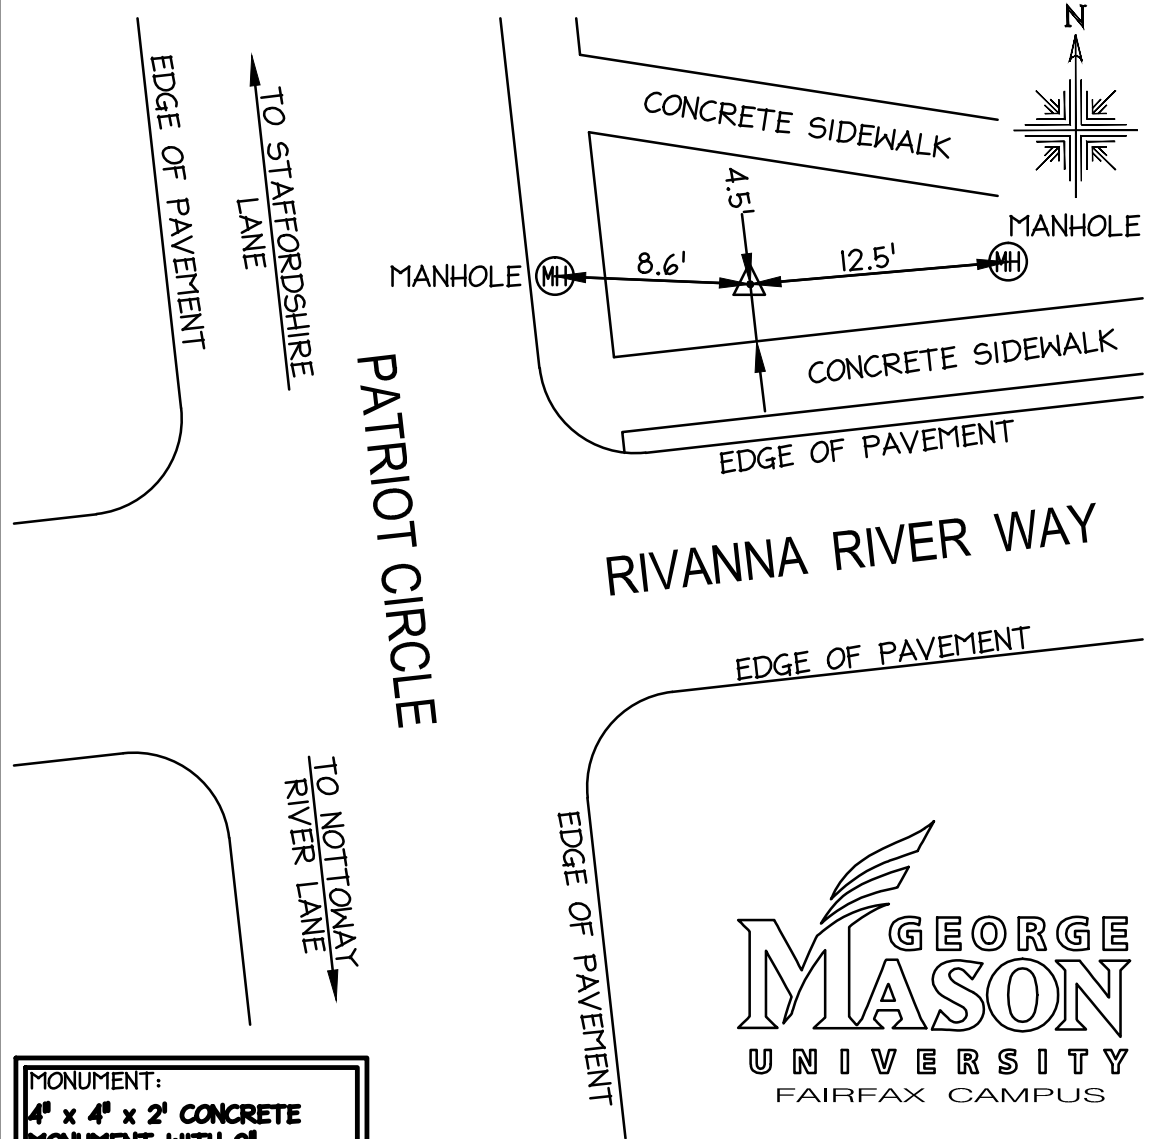 N
EDGE OF PAVEMENT
TO STAFFORDSHIRE
LANE
CONCRETE SIDEWALK
4.5'
MANHOLE
MANHOLE
MH
8.6'
12.5'
MH
CONCRETE SIDEWALK
EDGE OF PAVEMENT
PATRIOT CIRCLE
RIVANNA RIVER WAY
EDGE OF PAVEMENT
TO NOTTOWAY
RIVER LANE
EDGE OF PAVEMENT
GEORGE
MASON
UNIVERSITY
FAIRFAX CAMPUS
MONUMENT:
4" x 4" x 2' CONCRETE
MONUMENT WITH